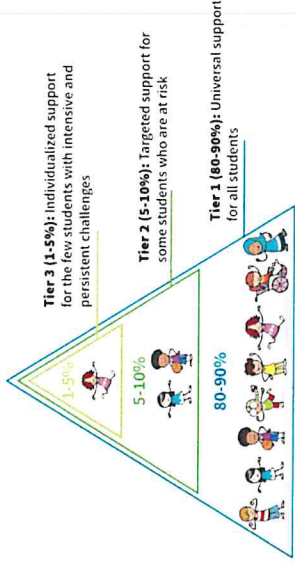 Tier 3 (1-5%): Individualized support
for the few students with intensive and
persistent challenges
1-5%
Tier 2 (5-10%): Targeted support for
some students who are at risk
5-10%
Tier 1 (80-90%): Universal support
for all students
80-90%